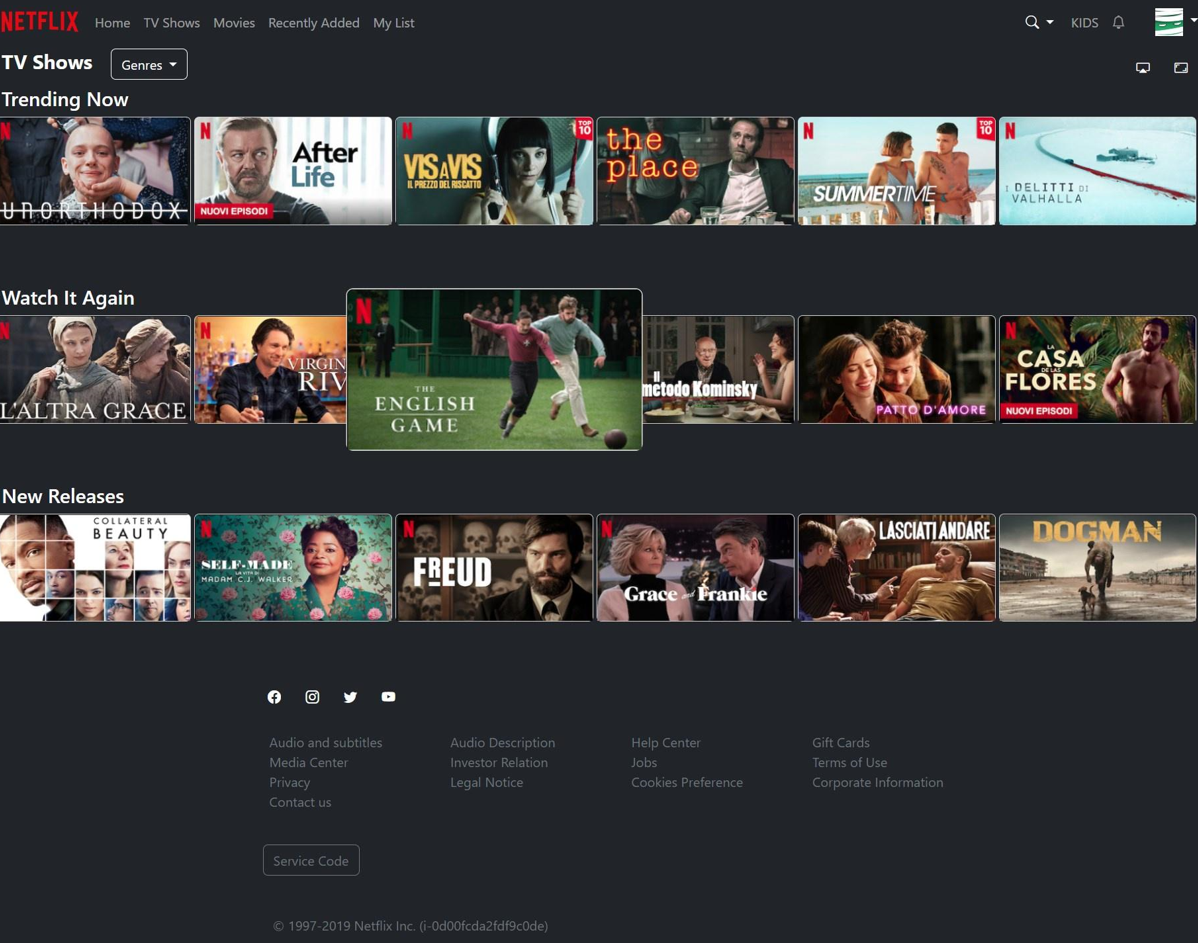 NETFLIX Home TV Shows Movies Recently Added My List KIDS
TV Shows Genres
Trending Now
N
UNORTHODOX
N
After
Life
NUOVI EPISODI
N
TOP
10
VIS A VIS
IL PREZZO DEL RISCATTO
the
place
N
TOP
10
SUMMERTIME
N
I DELITTI DI
VALHALLA
Watch It Again
N
L'ALTRA GRACE
N
VIRGIN
RIV
N
THE
ENGLISH
GAME
Il
metodo Kominsky
PATTO D'AMORE
N
LA
CASA
DE LAS
FLORES
NUOVI EPISODI
New Releases
COLLATERAL
BEAUTY
N
SELF-MADE
LA VITA DI
MADAM C.J. WALKER
N
FREUD
N
Grace and Frankie
LASCIATI ANDARE
DOGMAN
Audio and subtitles Audio Description Help Center Gift Cards
Media Center Investor Relation Jobs Terms of Use
Privacy Legal Notice Cookies Preference Corporate Information
Contact us
Service Code
© 1997-2019 Netflix Inc. (i-0d00fcda2fdf9c0de)